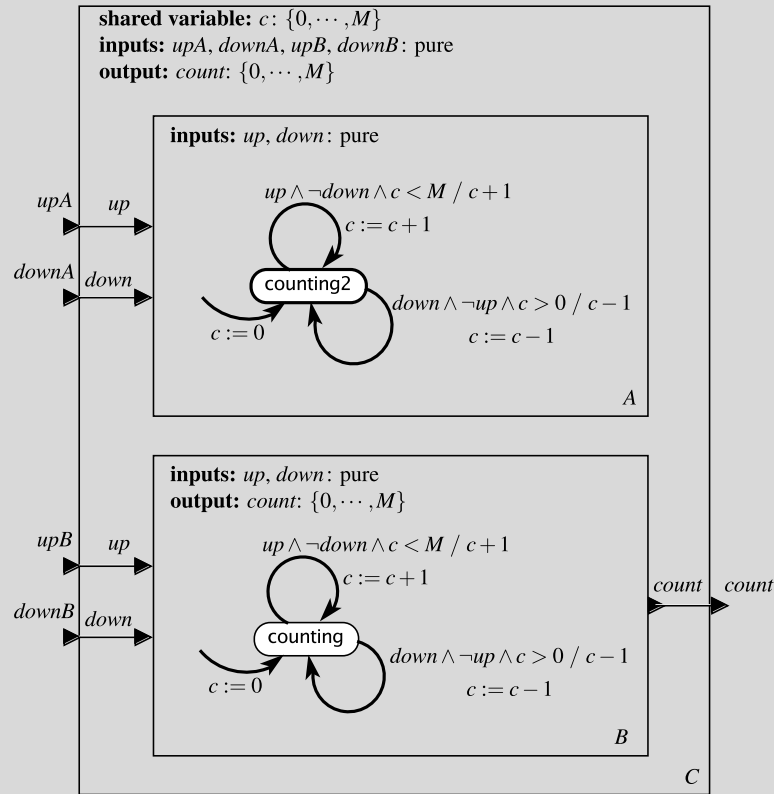 shared variable: c: {0, ⋯ , M}
inputs: upA, downA, upB, downB: pure
output: count: {0, ⋯ , M}
inputs: up, down: pure
up ∧ ¬down ∧ c < M / c + 1
c := c + 1
upA up
downA down
counting2
down ∧ ¬up ∧ c > 0 / c − 1
c := 0
c := c − 1
A
inputs: up, down: pure
output: count: {0, ⋯ , M}
up ∧ ¬down ∧ c < M / c + 1
upB up
c := c + 1
count count
downB down
counting
down ∧ ¬up ∧ c > 0 / c − 1
c := 0
c := c − 1
B
C